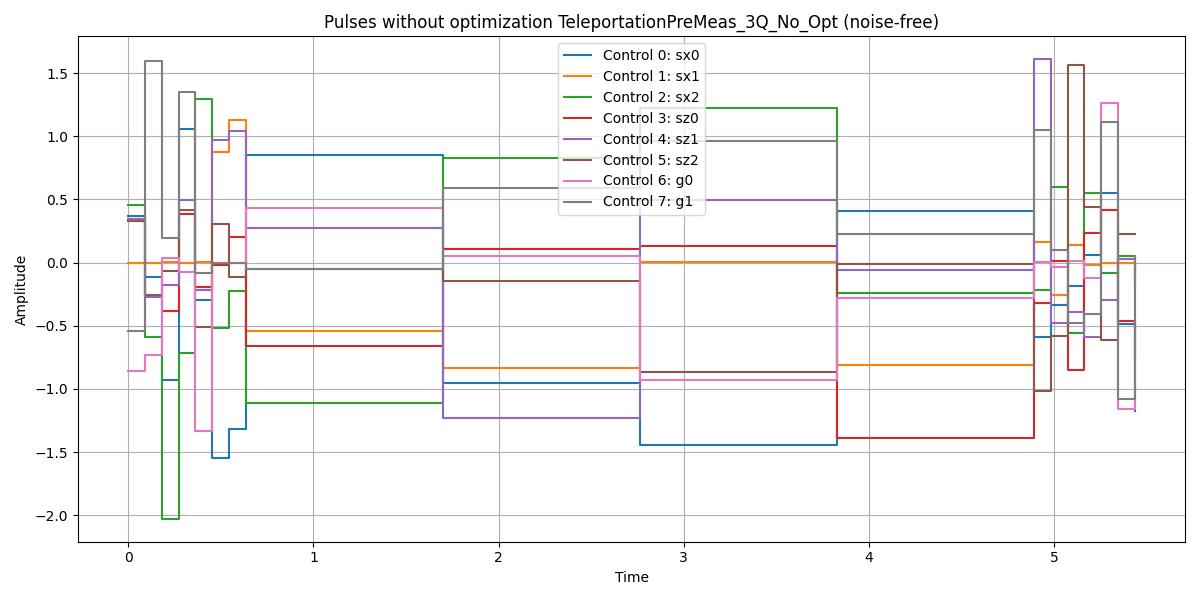 Pulses without optimization TeleportationPreMeas_3Q_No_Opt (noise-free)
Control 0: sx0
Control 1: sx1
Control 2: sx2
Control 3: sz0
Control 4: sz1
Control 5: sz2
Control 6: g0
Control 7: g1
Amplitude
1.5
1.0
0.5
0.0
−0.5
−1.0
−1.5
−2.0
0 1 2 3 4 5
Time